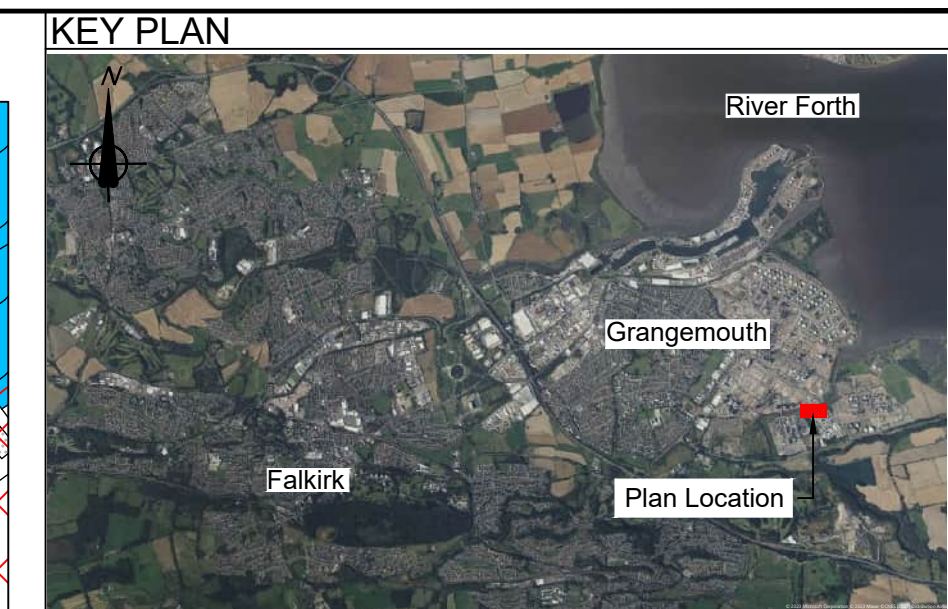 KEY PLAN
N
River Forth
Grangemouth
Falkirk
Plan Location